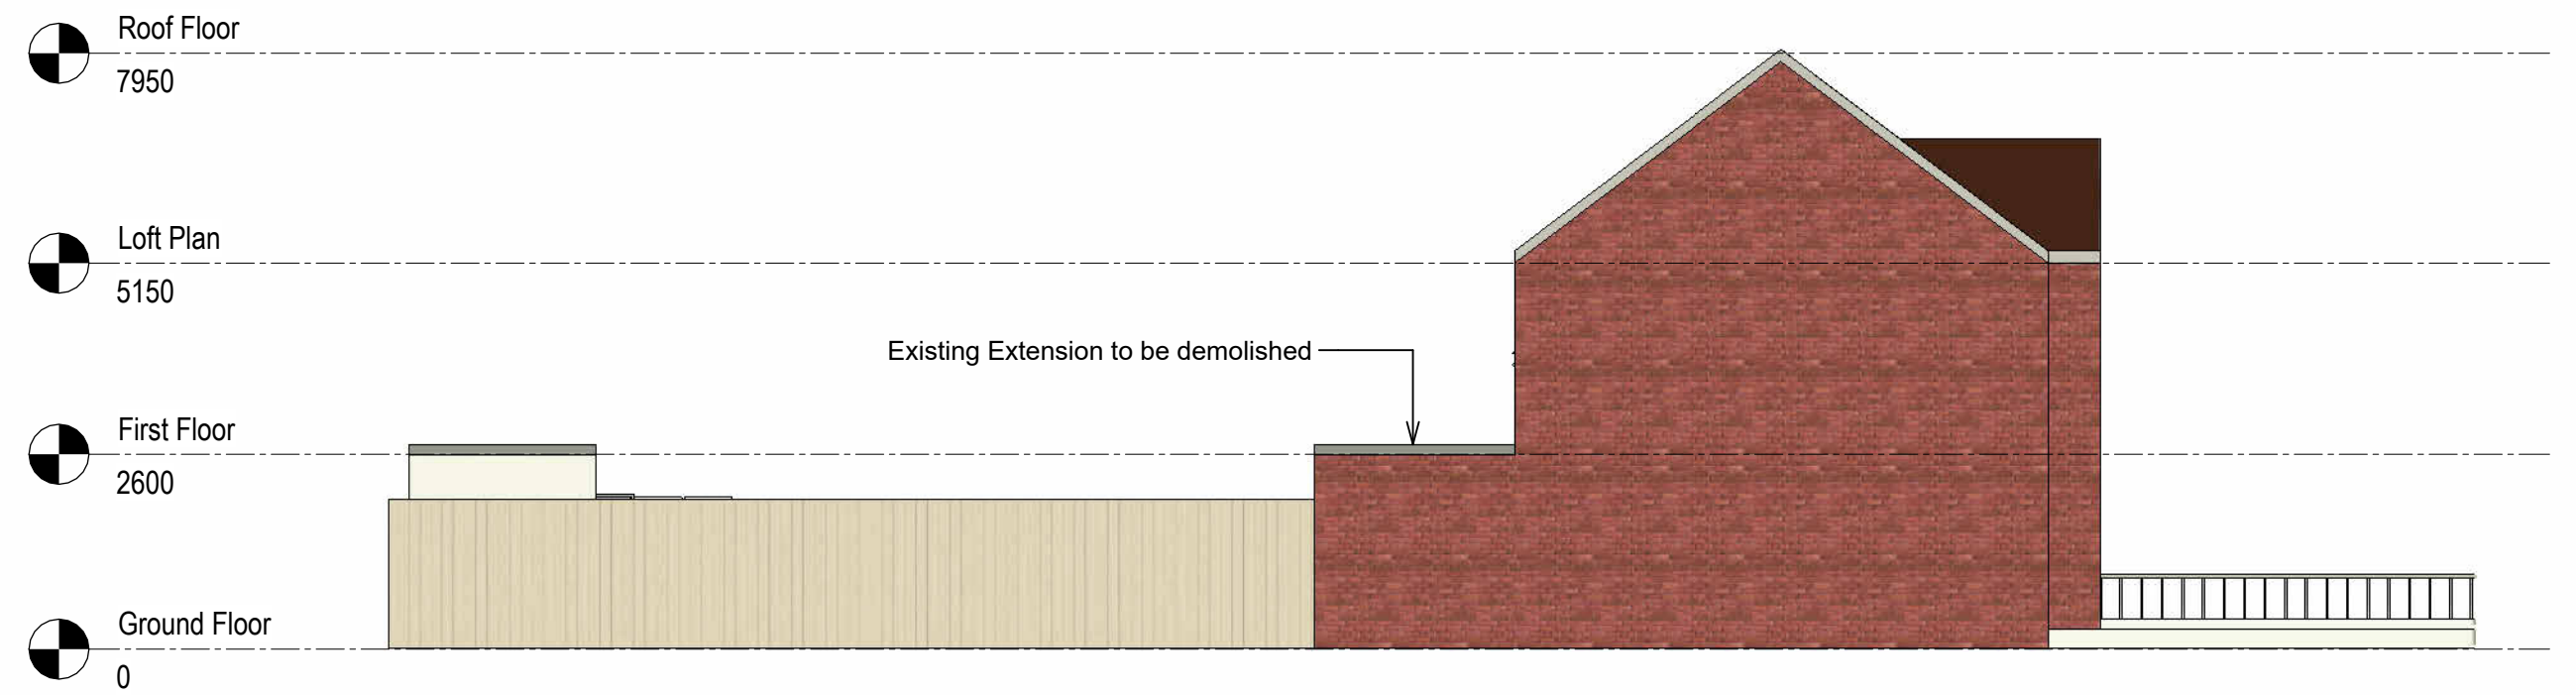 Roof Floor
7950
Loft Plan
5150
Existing Extension to be demolished
First Floor
2600
Ground Floor
0